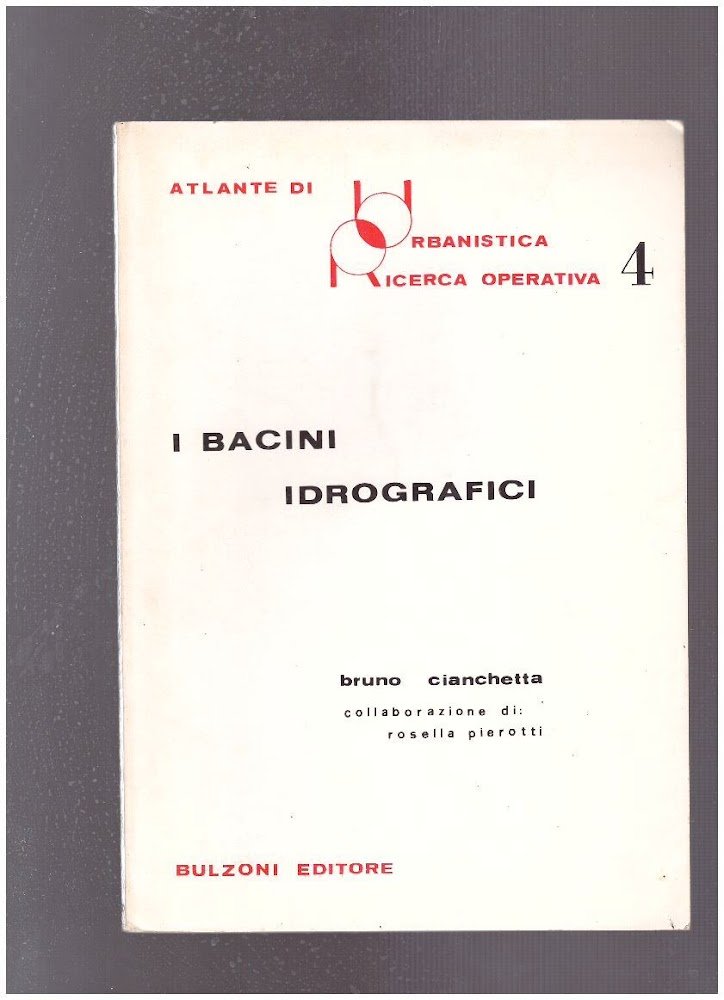 ATLANTE DI
URBANISTICA
RICERCA OPERATIVA 4
I BACINI
IDROGRAFICI
bruno cianchetta
collaborazione di:
rosella pierotti
BULZONI EDITORE